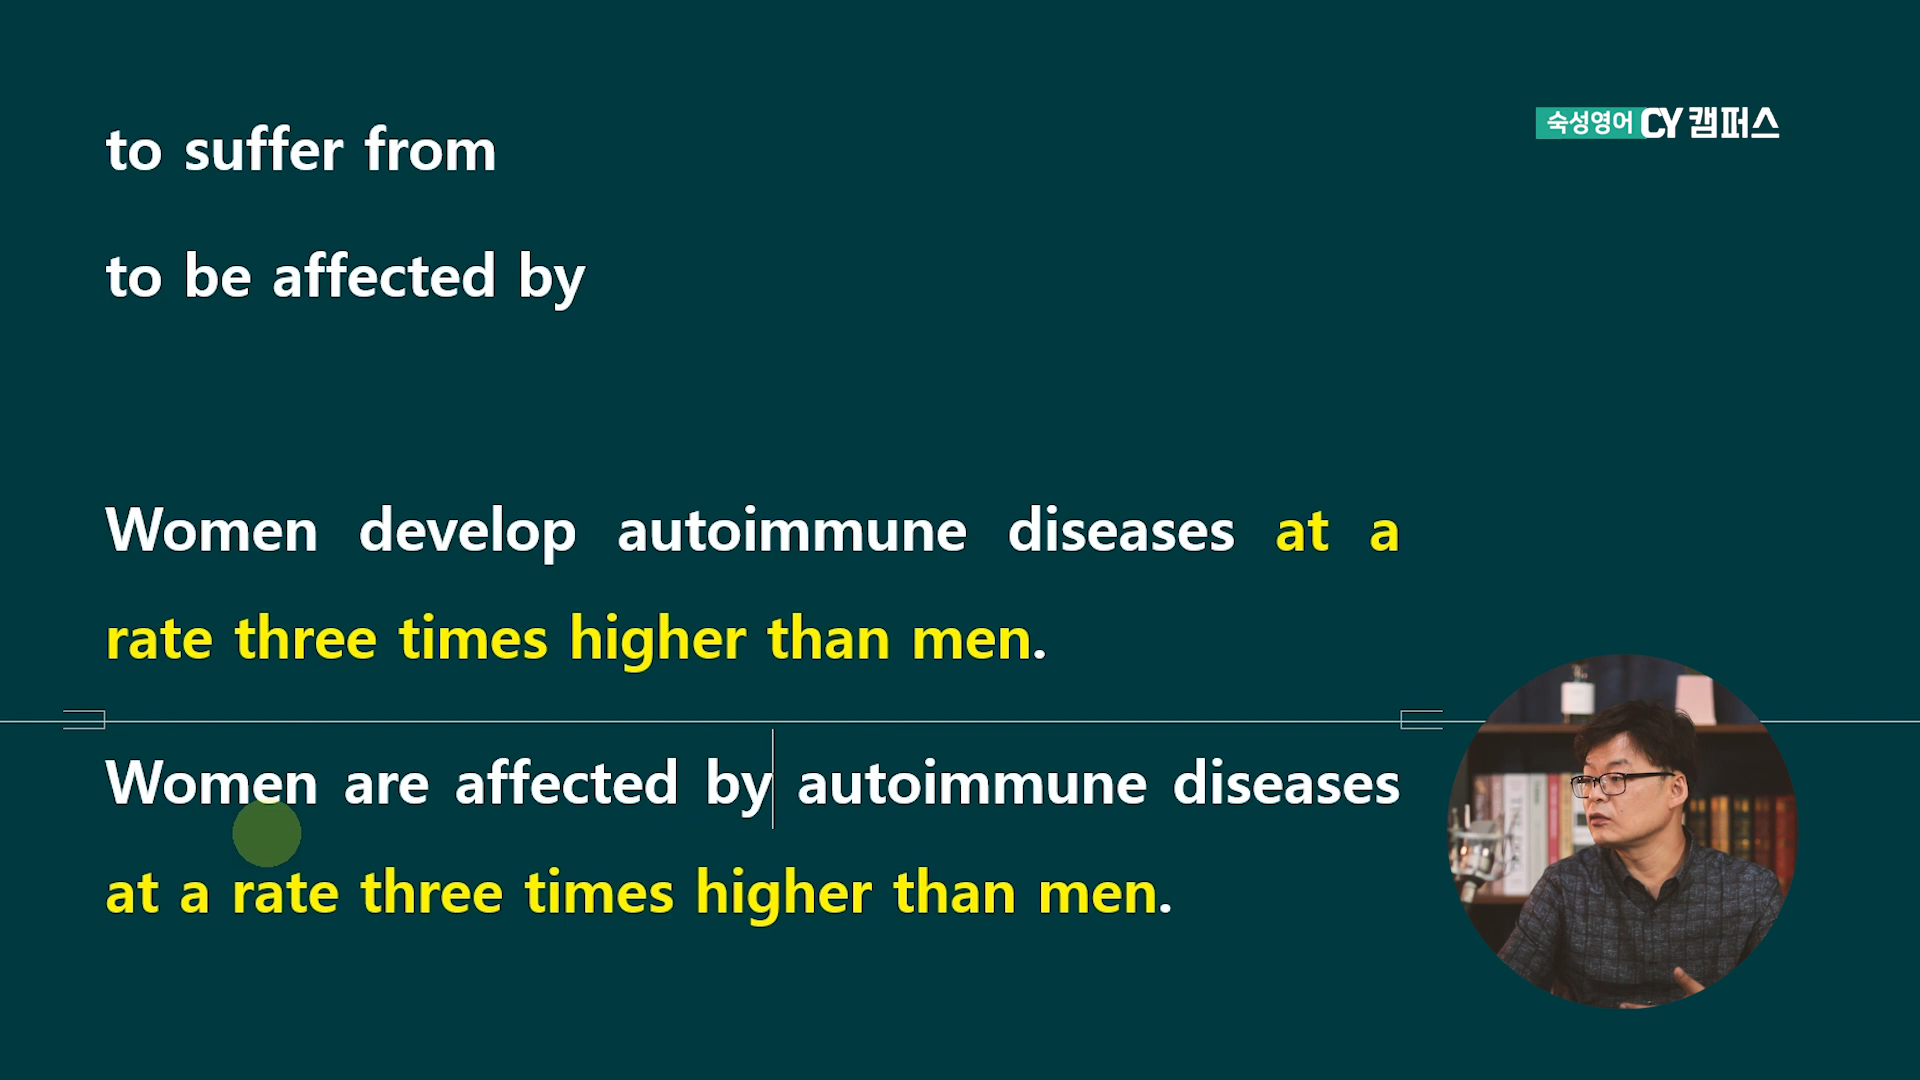 숙성영어 CY캠퍼스
to suffer from
to be affected by
Women develop autoimmune diseases at a
rate three times higher than men.
Women are affected by autoimmune diseases
at a rate three times higher than men.